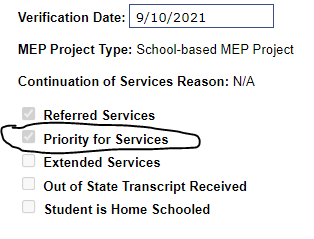 Verification Date: 9/10/2021
MEP Project Type: School-based MEP Project
Continuation of Services Reason: N/A
Referred Services
Priority for Services
Extended Services
Out of State Transcript Received
Student is Home Schooled